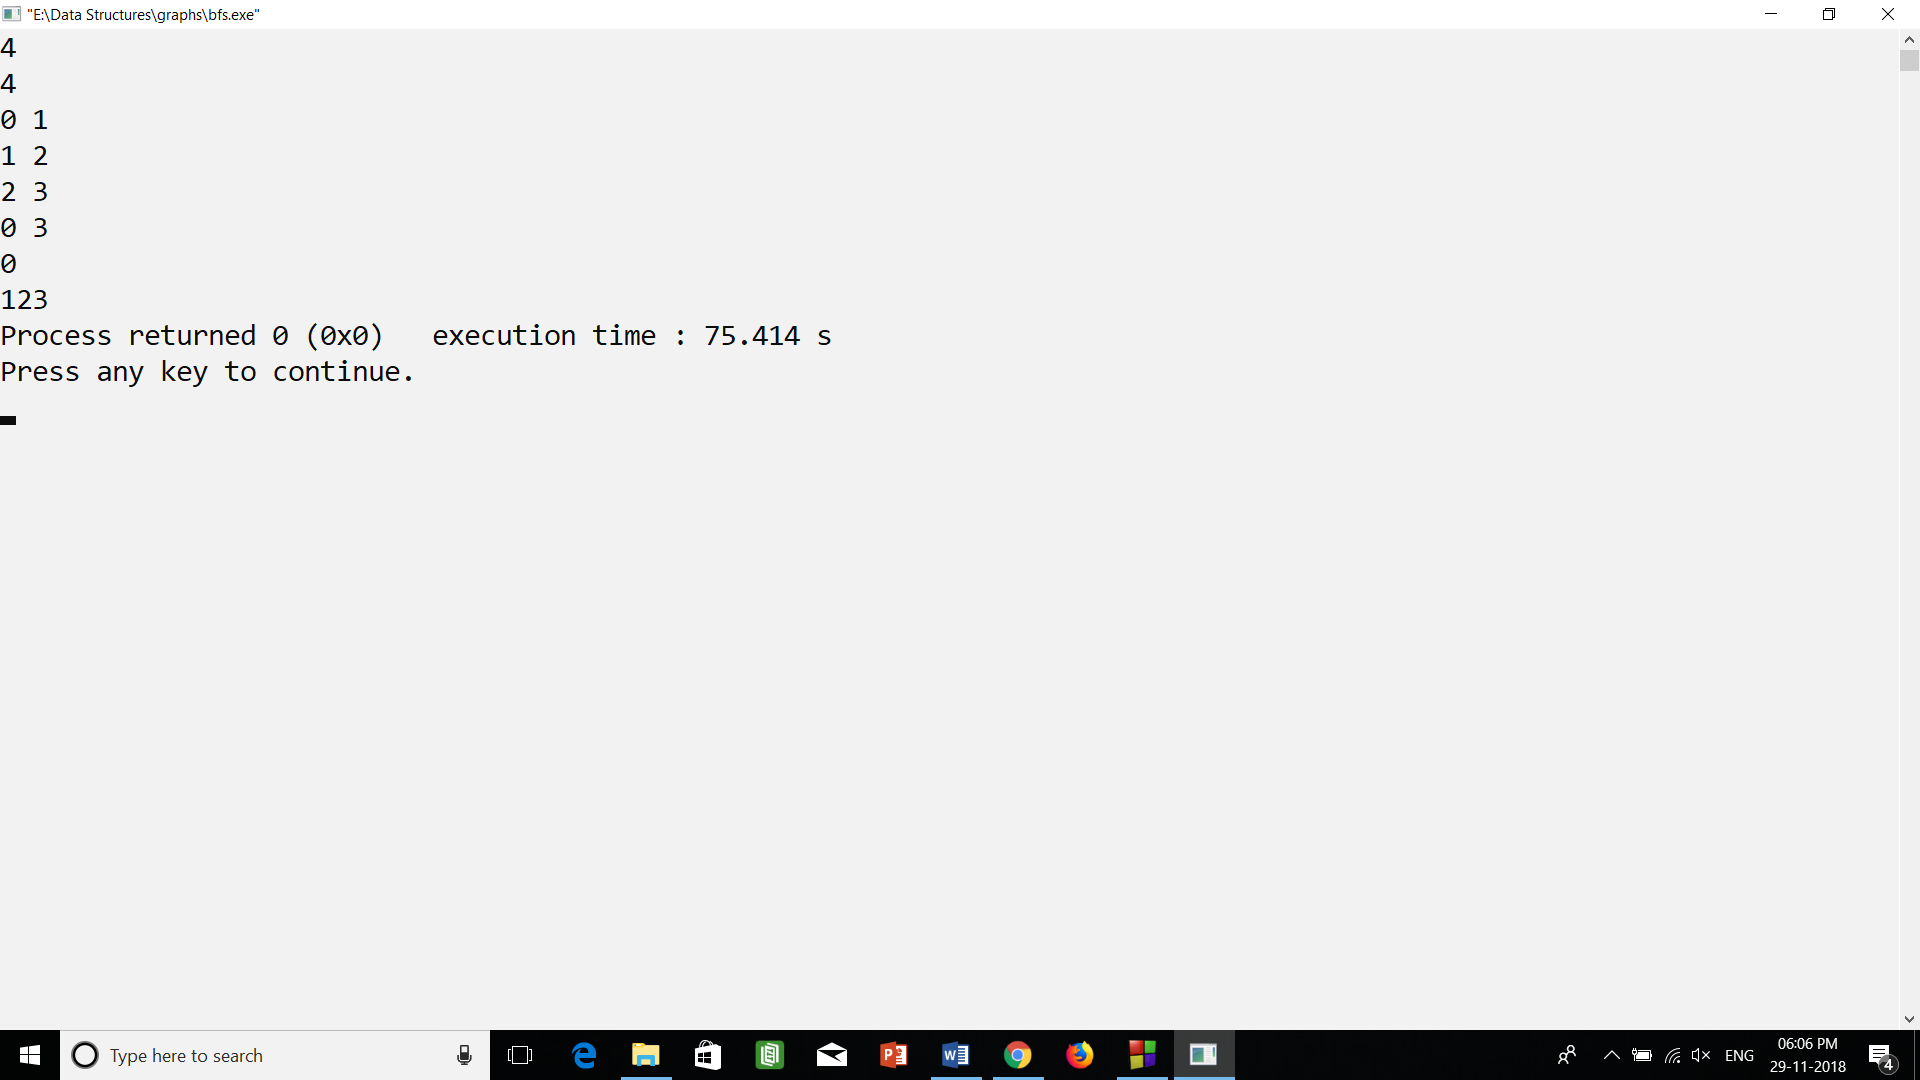 "E:\Data Structures\graphs\bfs.exe"
4
4
0 1
1 2
2 3
0 3
0
123
Process returned 0 (0x0)   execution time : 75.414 s
Press any key to continue.
Type here to search
ENG
06:06 PM
29-11-2018
4